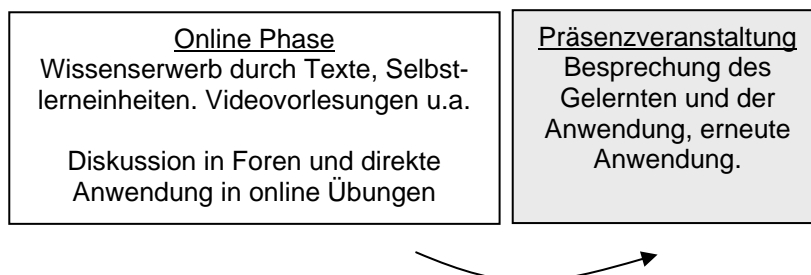 Online Phase
Wissenserwerb durch Texte, Selbst-
lerneinheiten. Videovorlesungen u.a.
Diskussion in Foren und direkte
Anwendung in online Übungen
Präsenzveranstaltung
Besprechung des
Gelernten und der
Anwendung, erneute
Anwendung.